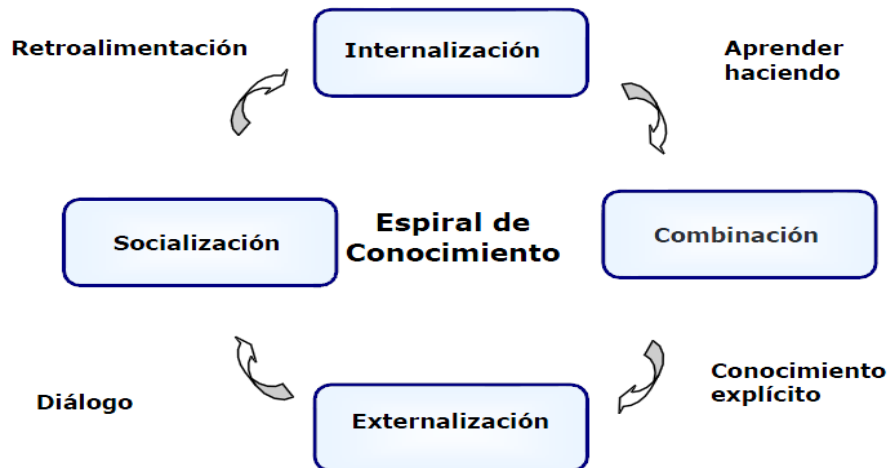 Retroalimentación
Internalización
Aprender
haciendo
Socialización
Espiral de
Conocimiento
Combinación
Diálogo
Externalización
Conocimiento
explícito